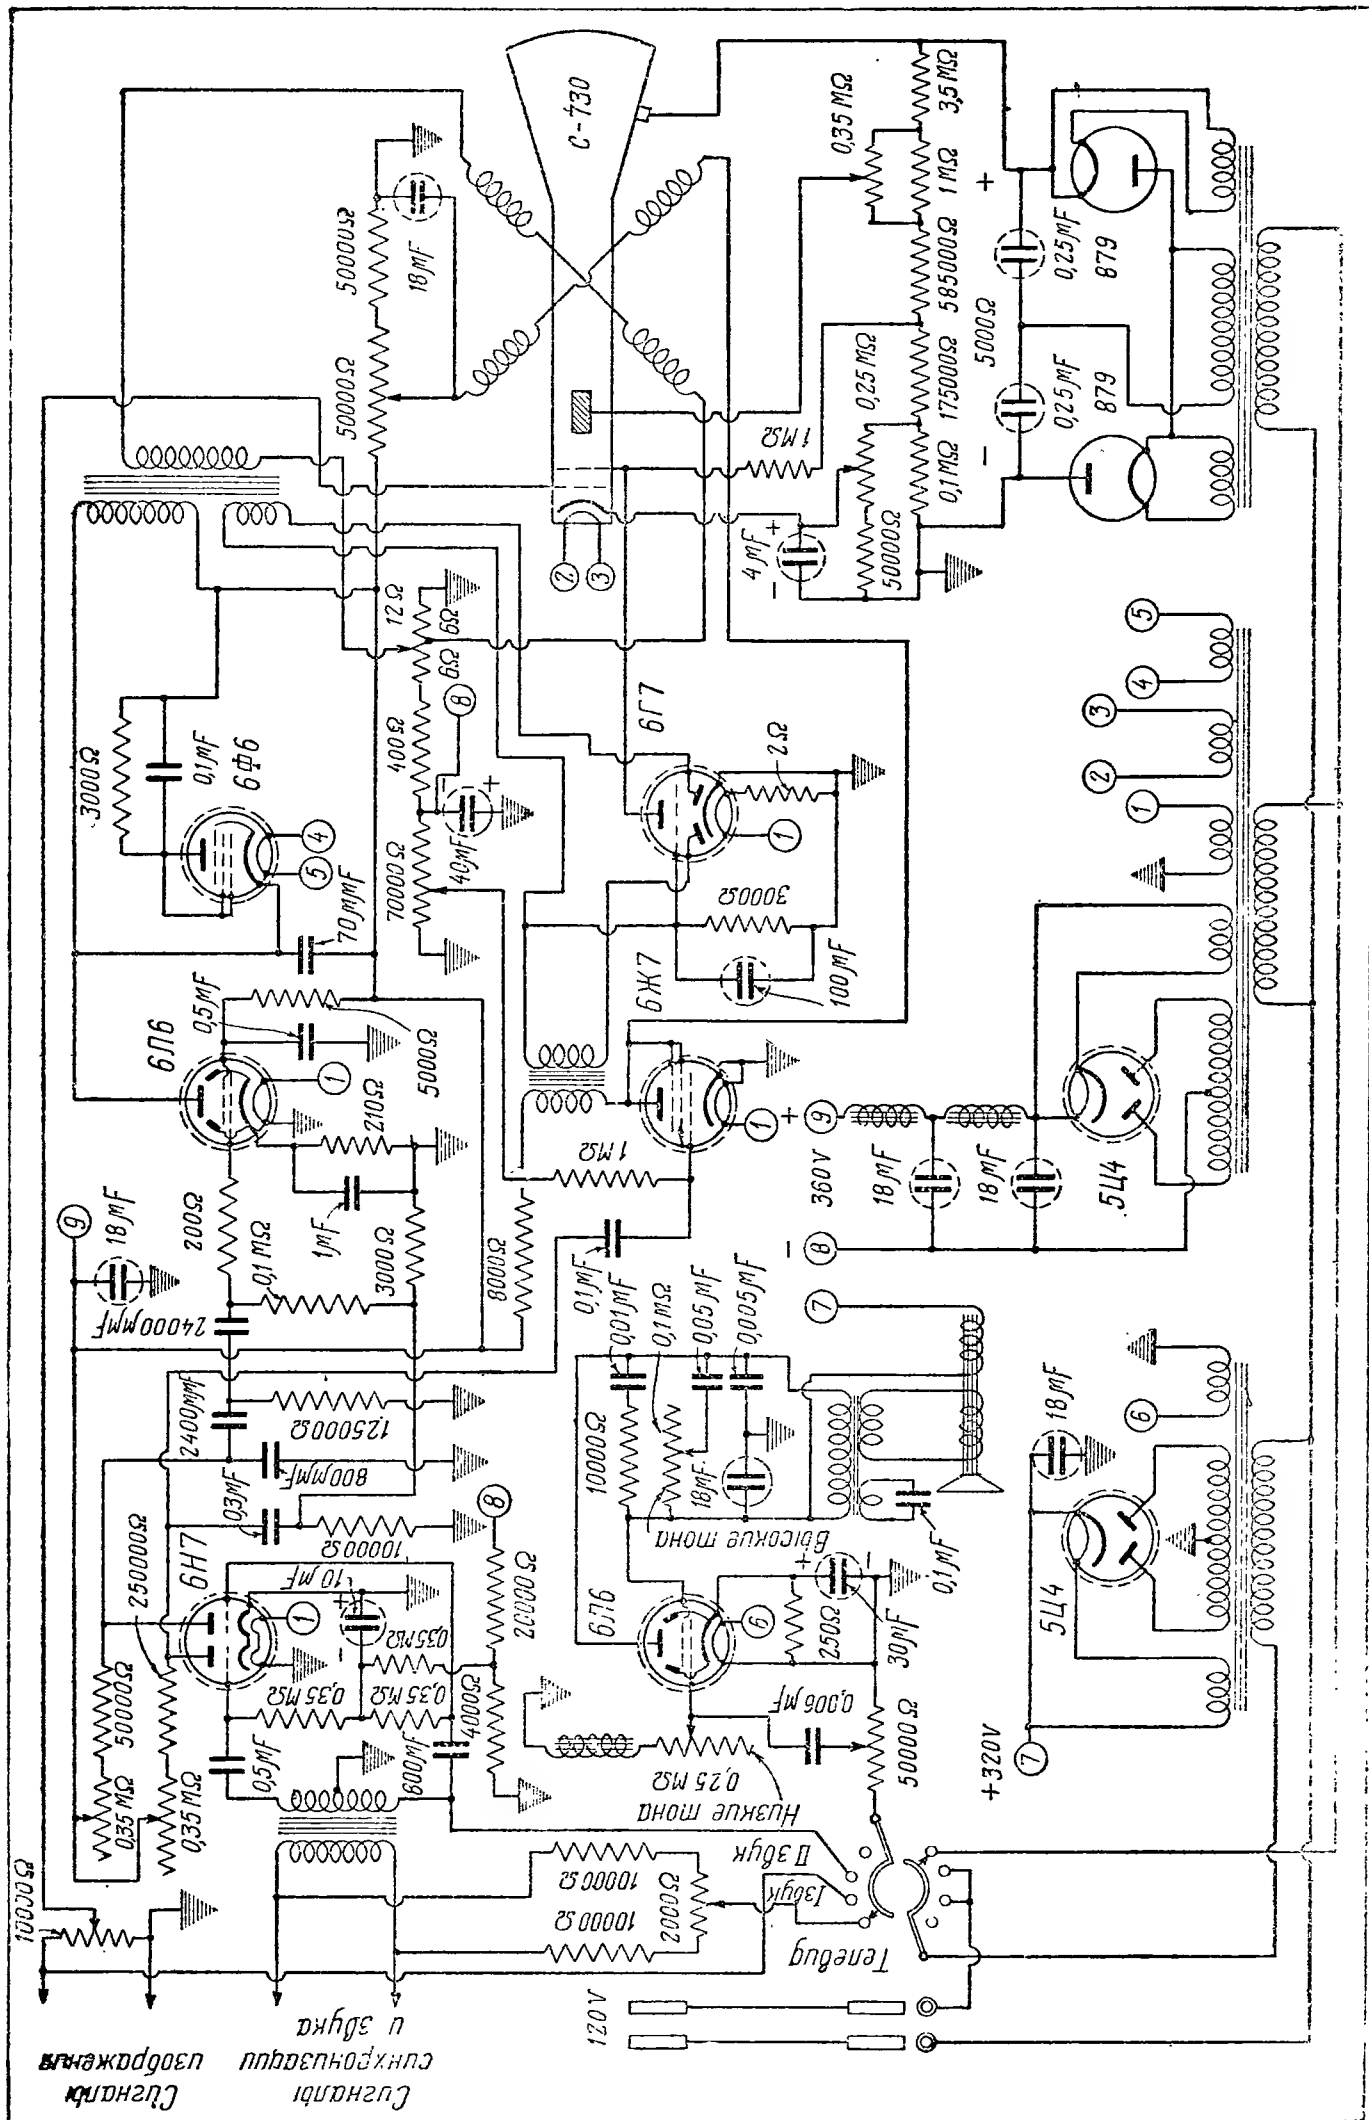 Сигналы
изображения
Сигналы
синхронизации
и звука
10000Ω
9
18 mF
0,35 MΩ
50000Ω
0,35 MΩ
250000Ω
6Н7
0,5 mF
0,35 MΩ
0,35 MΩ
0,35 MΩ
10 mF
+
-
1
600 mF
4000Ω
20000Ω
8
10000Ω
0,3 mF
800 mmF
2400 mmF
125000Ω
24000 mmF
200Ω
0,1 MΩ
3000Ω
1 mF
210Ω
6Л6
1
0,5 mF
5000Ω
70 mmF
3000Ω
0,1 mF
6Ф6
5
4
8000Ω
0,1 mF
1 MΩ
6Ж7
1
70000Ω
40 mF
-
+
400Ω
8
6Ω
6Ω
12Ω
50000Ω
5000Ω
18 mF
3000Ω
100 mF
6Г7
1
2Ω
C-730
2
3
1 MΩ
4 mF
+
-
50000Ω
0,25 MΩ
0,1 MΩ
175000Ω
585000Ω
1 MΩ
0,35 MΩ
3,5 MΩ
5000Ω
-
+
0,25 mF
879
0,25 mF
879
10000Ω
10000Ω
2000Ω
Телевид
I звук
II звук
120V
Низкие тона
0,25 MΩ
0,006 mF
50000Ω
6Л6
6
250Ω
30 mF
+
-
10000Ω
0,01 mF
0,1 MΩ
0,05 mF
0,005 mF
18 mF
Высокие тона
0,1 mF
7
+320V
7
5Ц4
18 mF
6
-
8
360V
+
9
18 mF
18 mF
5Ц4
1
2
3
4
5